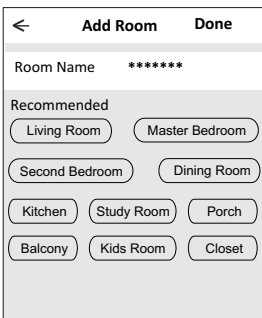 Add Room Done
Room Name *******
Recommended
Living Room Master Bedroom
Second Bedroom Dining Room
Kitchen Study Room Porch
Balcony Kids Room Closet